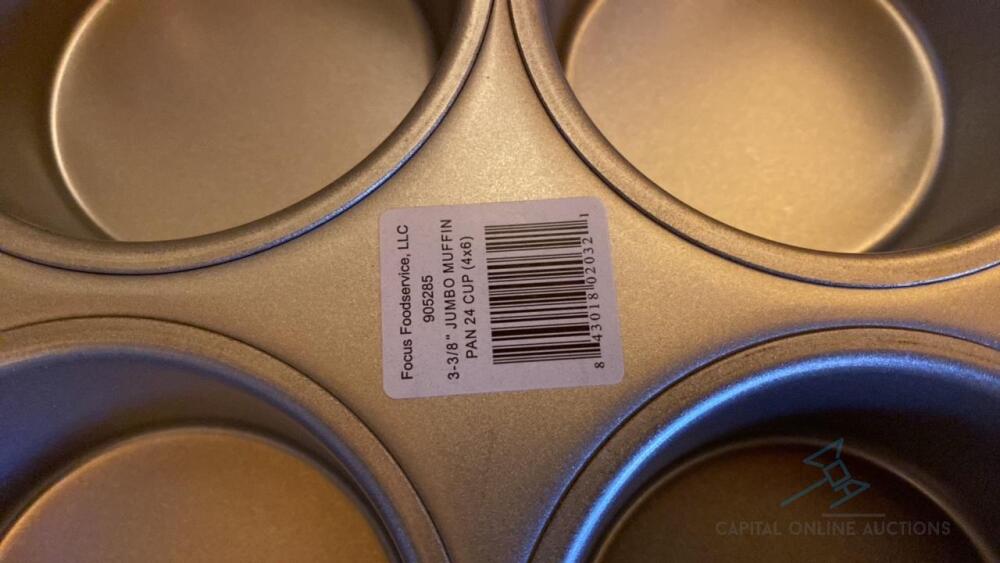 Focus Foodservice, LLC
905285
3-3/8" JUMBO MUFFIN
PAN 24 CUP (4x6)
8 43018 02032 1
CAPITAL ONLINE AUCTIONS